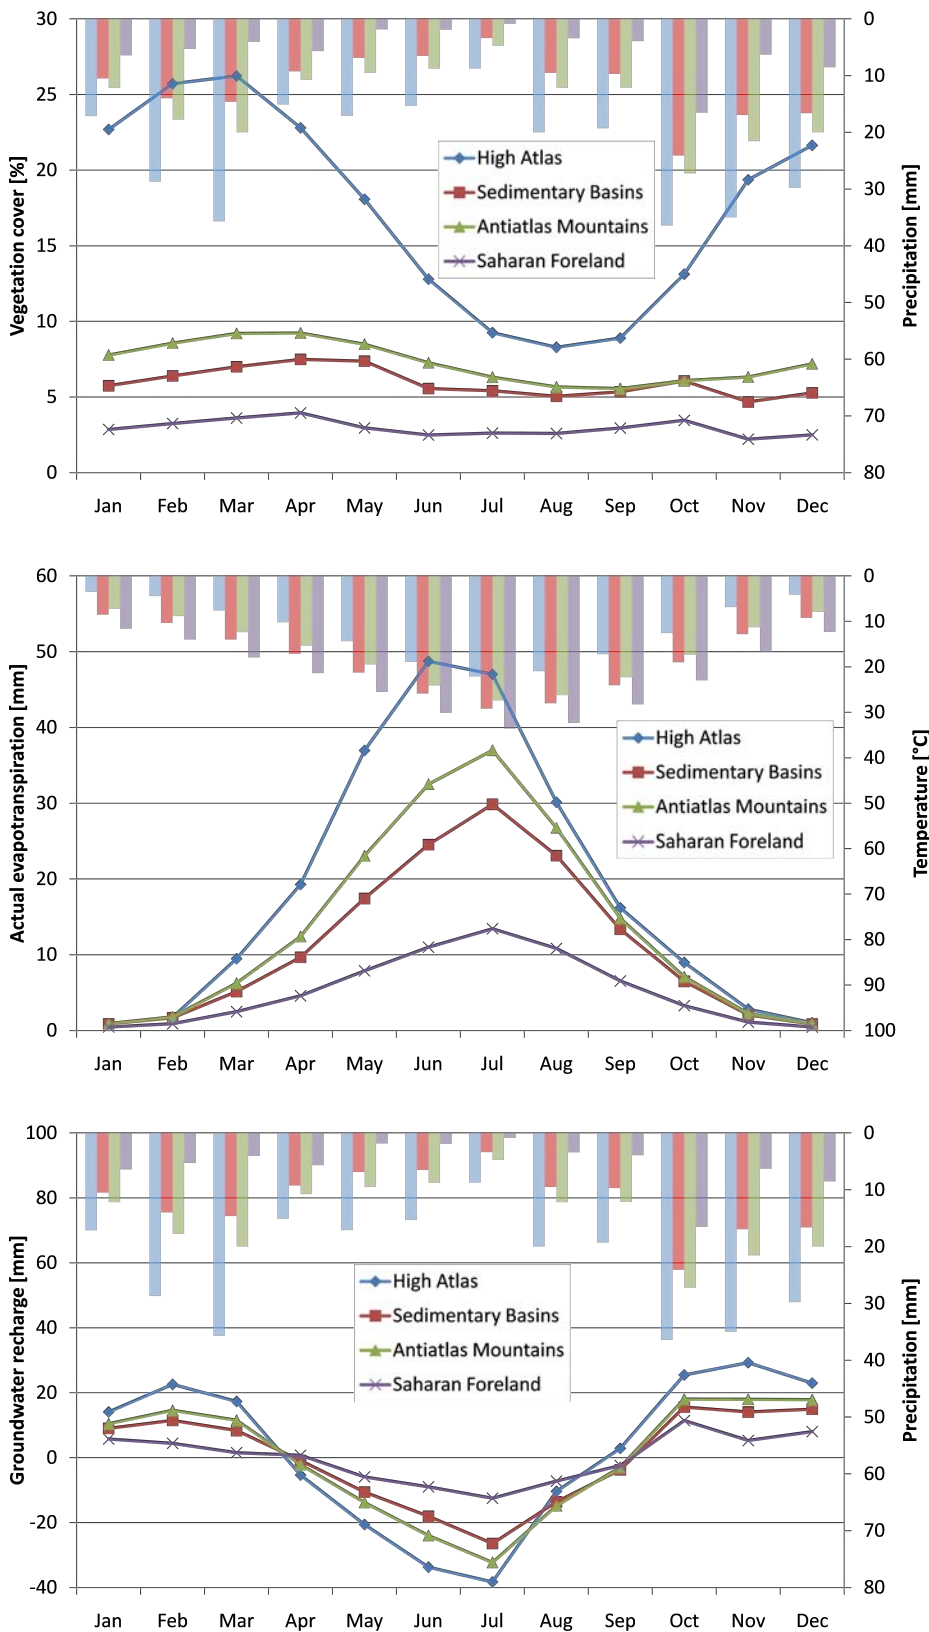 30
25
20
15
10
5
0
Vegetation cover [%]
0
10
20
30
40
50
60
70
80
Precipitation [mm]
High Atlas
Sedimentary Basins
Antiatlas Mountains
Saharan Foreland
Jan Feb Mar Apr May Jun Jul Aug Sep Oct Nov Dec
60
50
40
30
20
10
0
Actual evapotranspiration [mm]
0
10
20
30
40
50
60
70
80
90
100
Temperature [°C]
High Atlas
Sedimentary Basins
Antiatlas Mountains
Saharan Foreland
Jan Feb Mar Apr May Jun Jul Aug Sep Oct Nov Dec
100
80
60
40
20
0
-20
-40
Groundwater recharge [mm]
0
10
20
30
40
50
60
70
80
Precipitation [mm]
High Atlas
Sedimentary Basins
Antiatlas Mountains
Saharan Foreland
Jan Feb Mar Apr May Jun Jul Aug Sep Oct Nov Dec